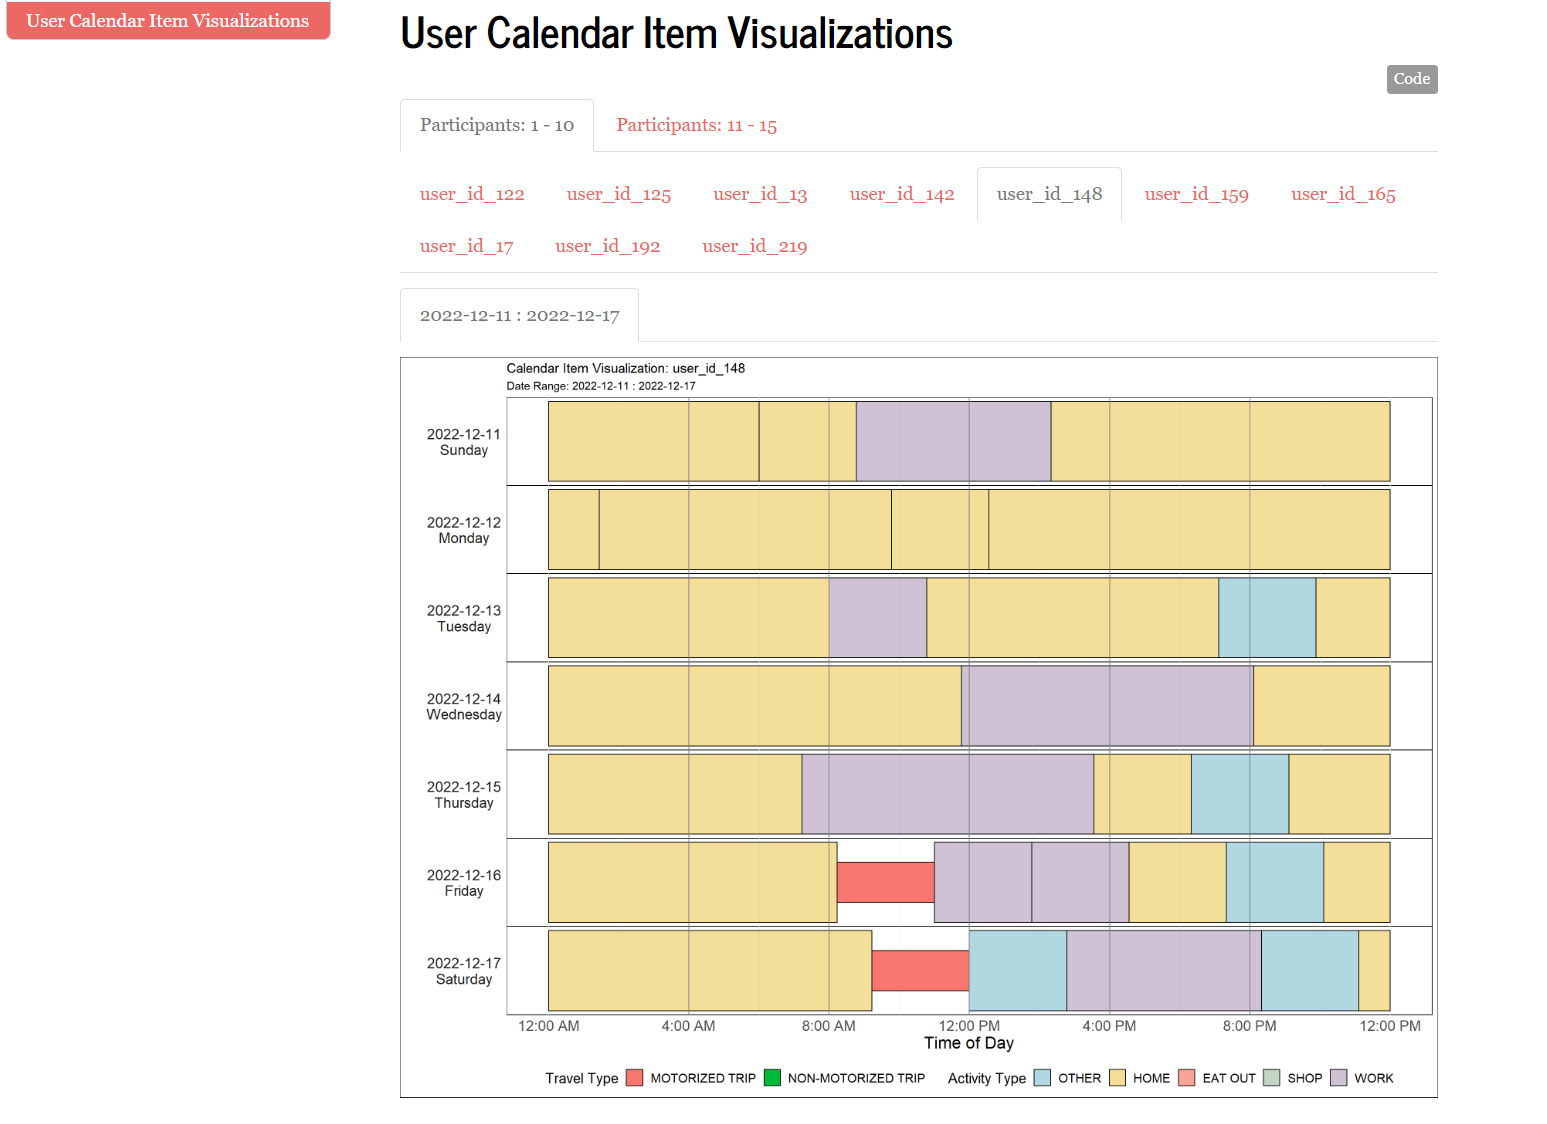 User Calendar Item Visualizations
User Calendar Item Visualizations
Code
Participants: 1 - 10
Participants: 11 - 15
user_id_122
user_id_125
user_id_13
user_id_142
user_id_148
user_id_159
user_id_165
user_id_17
user_id_192
user_id_219
2022-12-11 : 2022-12-17
Calendar Item Visualization: user_id_148
Date Range: 2022-12-11 : 2022-12-17
2022-12-11
Sunday
2022-12-12
Monday
2022-12-13
Tuesday
2022-12-14
Wednesday
2022-12-15
Thursday
2022-12-16
Friday
2022-12-17
Saturday
12:00 AM
4:00 AM
8:00 AM
12:00 PM
4:00 PM
8:00 PM
12:00 PM
Time of Day
Travel Type
MOTORIZED TRIP
NON-MOTORIZED TRIP
Activity Type
OTHER
HOME
EAT OUT
SHOP
WORK